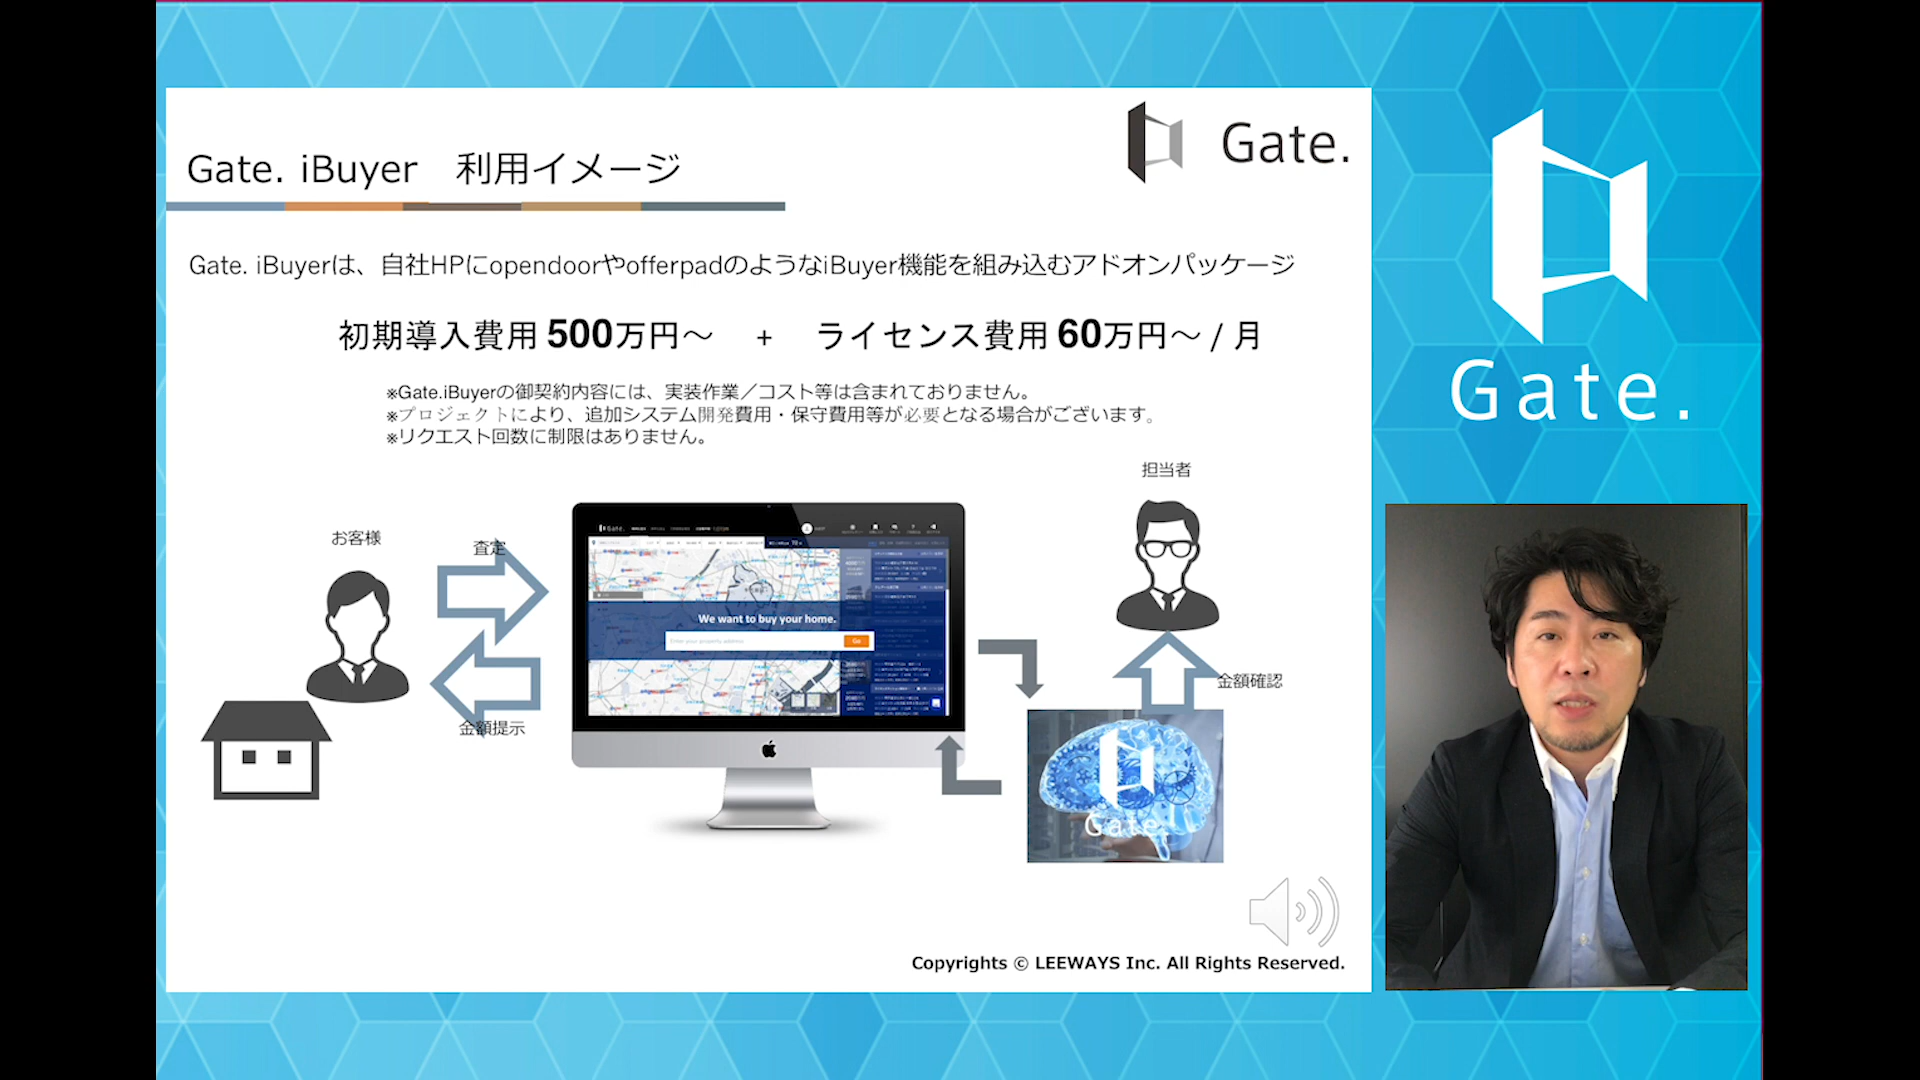 Gate. iBuyer　利用イメージ
Gate.
Gate. iBuyerは、自社HPにopendoorやofferpadのようなiBuyer機能を組み込むアドオンパッケージ
初期導入費用 500万円～　+　ライセンス費用 60万円～ / 月
※Gate.iBuyerの御契約内容には、実装作業／コスト等は含まれておりません。
※プロジェクトにより、追加システム開発費用・保守費用等が必要となる場合がございます。
※リクエスト回数に制限はありません。
お客様
査定
金額提示
Gate.
We want to buy your home.
Enter your property address
Go
担当者
金額確認
Gate.
Copyrights © LEEWAYS Inc. All Rights Reserved.
Gate.